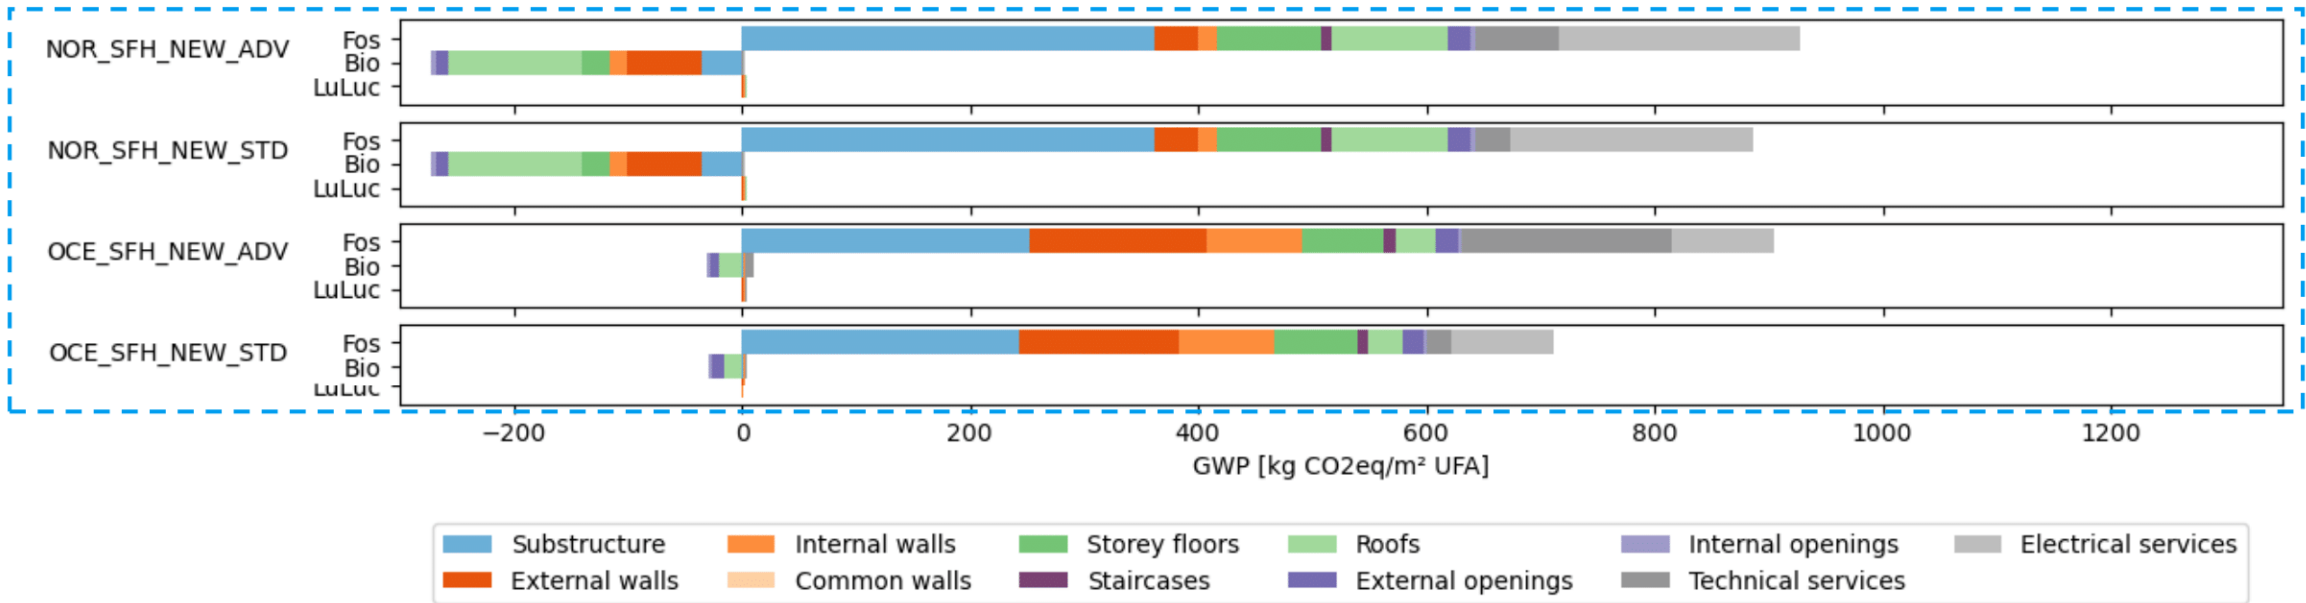 NOR_SFH_NEW_ADV
Fos
Bio
LuLuc
NOR_SFH_NEW_STD
Fos
Bio
LuLuc
OCE_SFH_NEW_ADV
Fos
Bio
LuLuc
OCE_SFH_NEW_STD
Fos
Bio
LuLuc
−200 0 200 400 600 800 1000 1200
GWP [kg CO2eq/m² UFA]
Substructure Internal walls Storey floors Roofs Internal openings Electrical services
External walls Common walls Staircases External openings Technical services